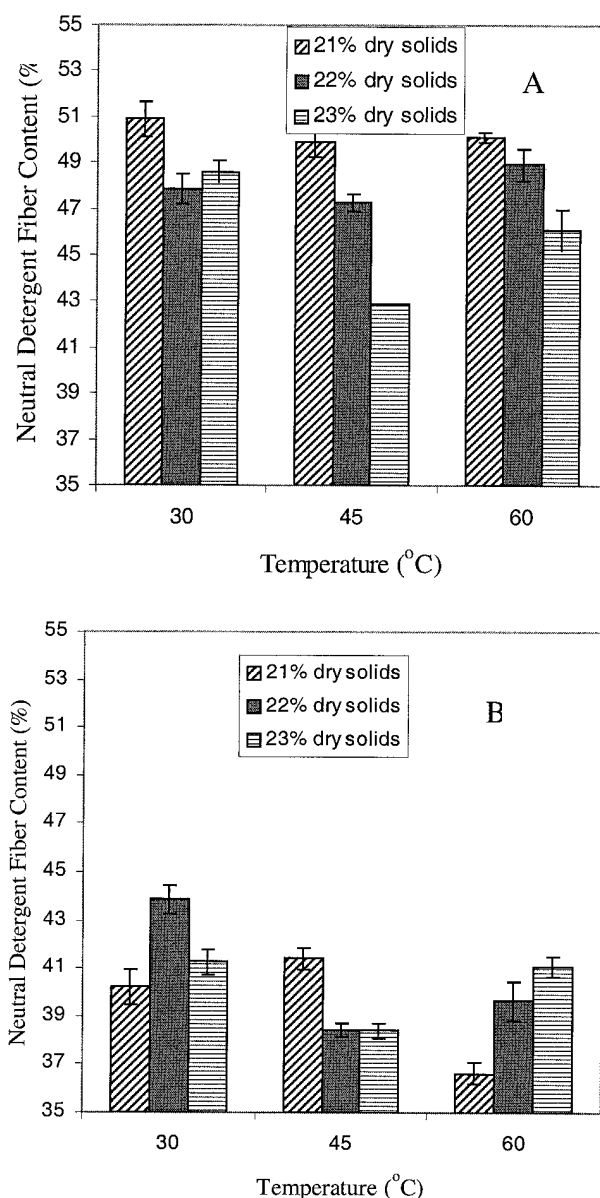 55
53
51
49
47
45
43
41
39
37
35
Neutral Detergent Fiber Content (%
21% dry solids
22% dry solids
23% dry solids
A
30 45 60
Temperature (°C)
55
53
51
49
47
45
43
41
39
37
35
Neutral Detergent Fiber Content (%)
21% dry solids
22% dry solids
23% dry solids
B
30 45 60
Temperature (°C)